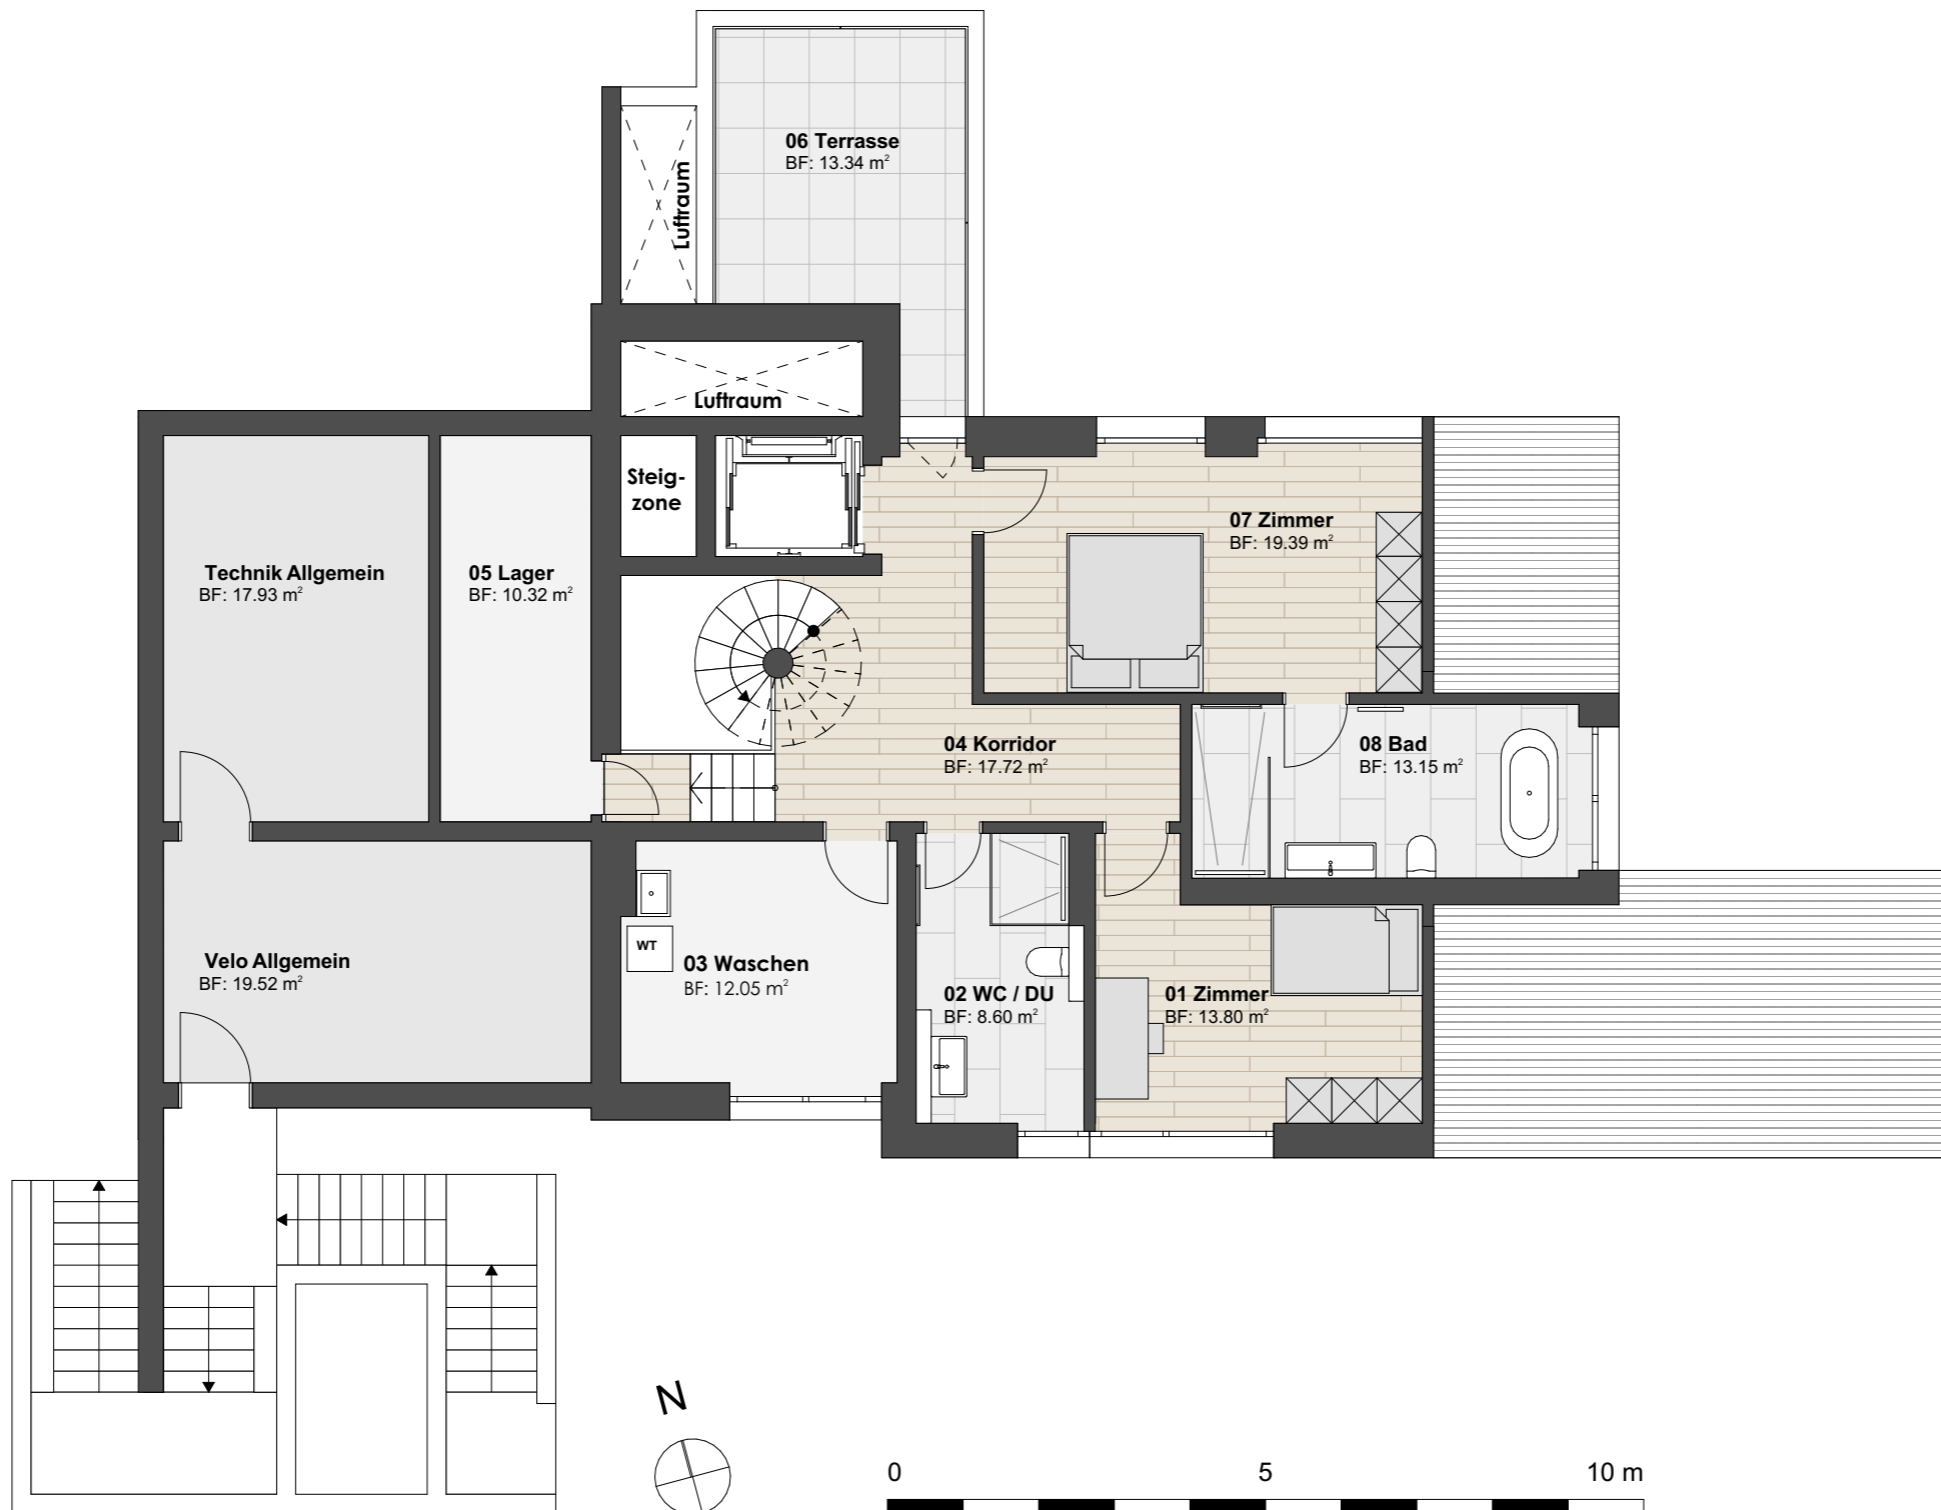 06 Terrasse
BF: 13.34 m²
Luftraum
Luftraum
Steig-
zone
07 Zimmer
BF: 19.39 m²
Technik Allgemein
BF: 17.93 m²
05 Lager
BF: 10.32 m²
04 Korridor
BF: 17.72 m²
08 Bad
BF: 13.15 m²
Velo Allgemein
BF: 19.52 m²
WT
03 Waschen
BF: 12.05 m²
02 WC / DU
BF: 8.60 m²
01 Zimmer
BF: 13.80 m²
N
0 5 10 m